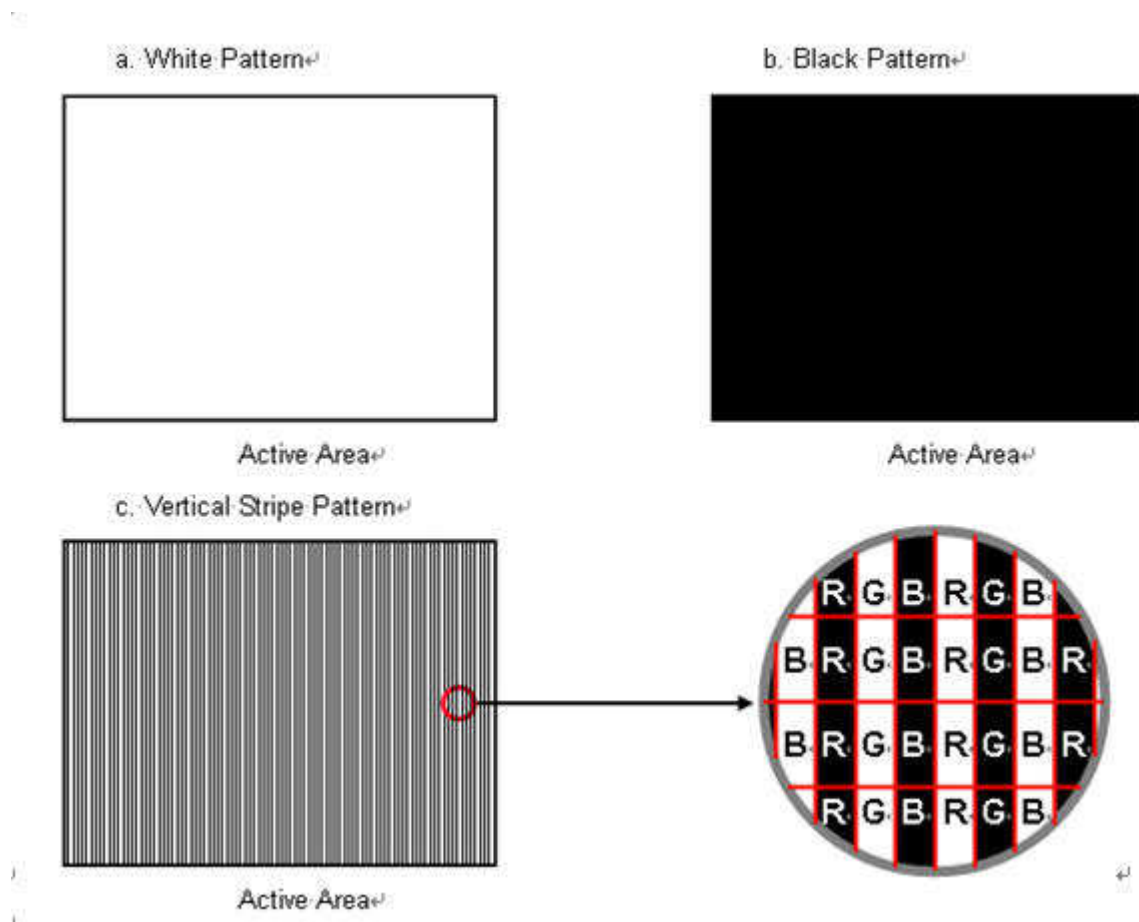 a. White Pattern↵
b. Black Pattern↵
Active Area↵
Active Area↵
c. Vertical Stripe Pattern↵
R G B R G B
B R G B R G B R
B R G B R G B R
R G B R G B
Active Area↵